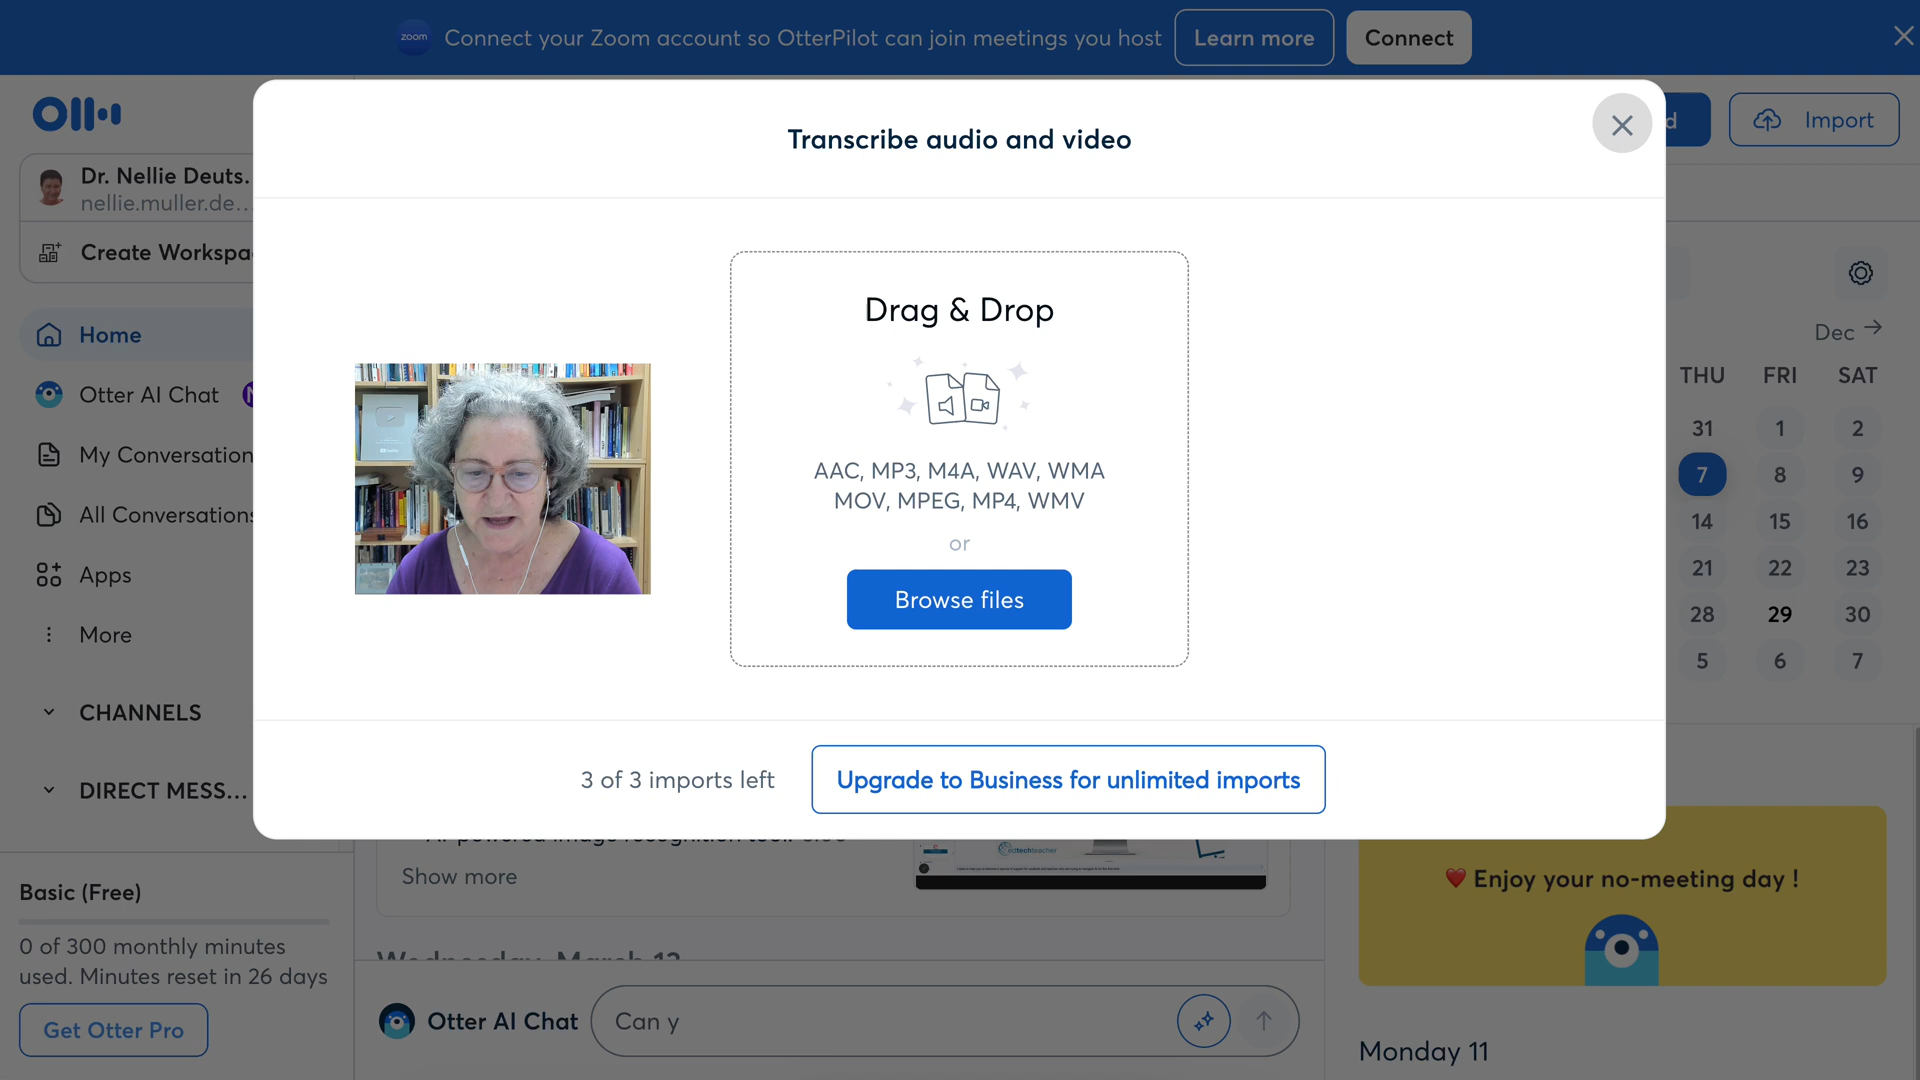 zoom Connect your Zoom account so OtterPilot can join meetings you host Learn more Connect
Transcribe audio and video
Import
Dr. Nellie Deuts...
nellie.muller.de...
Create Workspa
Home
Otter AI Chat
My Conversation
All Conversations
Apps
More
CHANNELS
DIRECT MESS...
Basic (Free)
0 of 300 monthly minutes
used. Minutes reset in 26 days
Get Otter Pro
Drag & Drop
AAC, MP3, M4A, WAV, WMA
MOV, MPEG, MP4, WMV
or
Browse files
3 of 3 imports left
Upgrade to Business for unlimited imports
Show more
edtechteacher
Otter AI Chat
Can y
Dec
THU FRI SAT
31 1 2
7 8 9
14 15 16
21 22 23
28 29 30
5 6 7
Enjoy your no-meeting day !
Monday 11